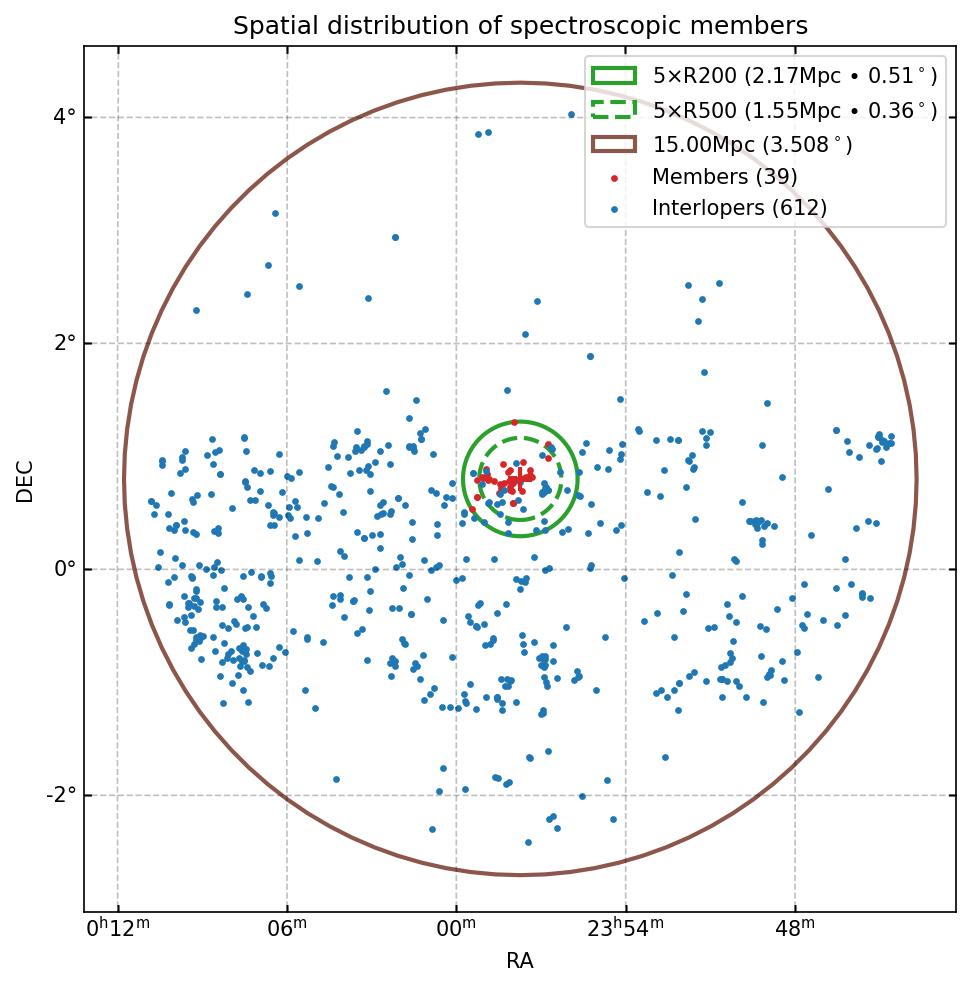 Spatial distribution of spectroscopic members
5×R200 (2.17Mpc • 0.51°)
5×R500 (1.55Mpc • 0.36°)
15.00Mpc (3.508°)
Members (39)
Interlopers (612)
4°
2°
0°
-2°
DEC
0ʰ12ᵐ 06ᵐ 00ᵐ 23ʰ54ᵐ 48ᵐ
RA